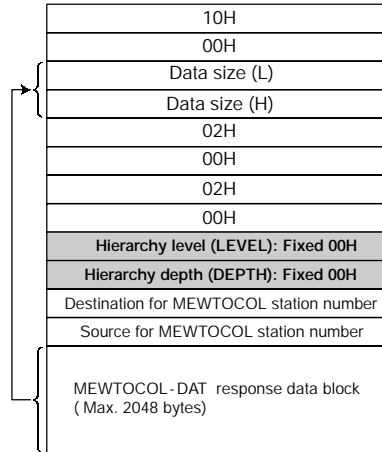 10H
00H
Data size (L)
Data size (H)
02H
00H
02H
00H
Hierarchy level (LEVEL): Fixed 00H
Hierarchy depth (DEPTH): Fixed 00H
Destination for MEWTOCOL station number
Source for MEWTOCOL station number
MEWTOCOL-DAT response data block
( Max. 2048 bytes)